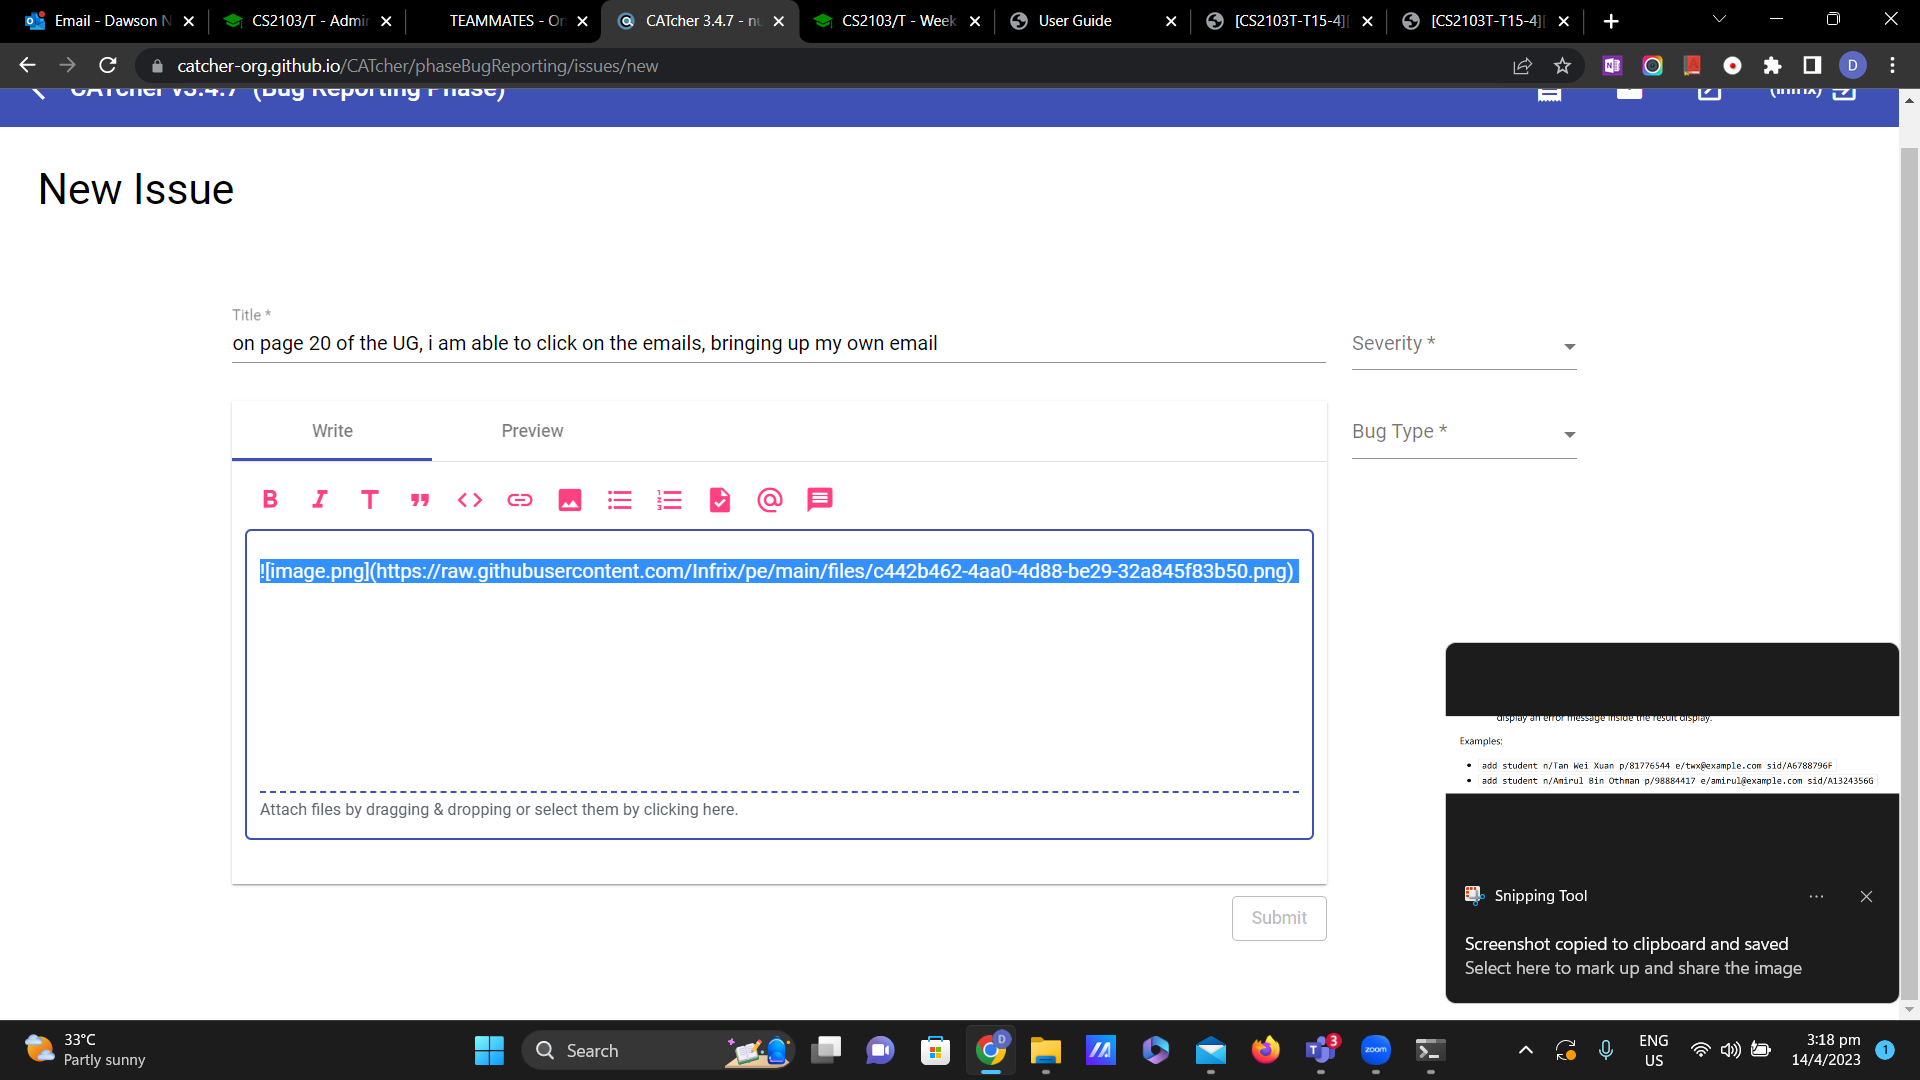 Email - Dawson N
CS2103/T - Admin
TEAMMATES - On
CATcher 3.4.7 - nu
CS2103/T - Week
User Guide
[CS2103T-T15-4]
[CS2103T-T15-4]
catcher-org.github.io/CATcher/phaseBugReporting/issues/new
D
CATcher v3.4.7 (Bug Reporting Phase)
(Infrix)
New Issue
Title *
on page 20 of the UG, i am able to click on the emails, bringing up my own email
Severity *
Write
Preview
Bug Type *
![image.png](https://raw.githubusercontent.com/Infrix/pe/main/files/c442b462-4aa0-4d88-be29-32a845f83b50.png)
Attach files by dragging & dropping or select them by clicking here.
Submit
display an error message inside the result display.
Examples:
add student n/Tan Wei Xuan p/81776544 e/twx@example.com sid/A6788796F
add student n/Amirul Bin Othman p/98884417 e/amirul@example.com sid/A1324356G
Snipping Tool
Screenshot copied to clipboard and saved
Select here to mark up and share the image
33°C
Partly sunny
Search
D
3
zoom
ENG
US
3:18 pm
14/4/2023
1